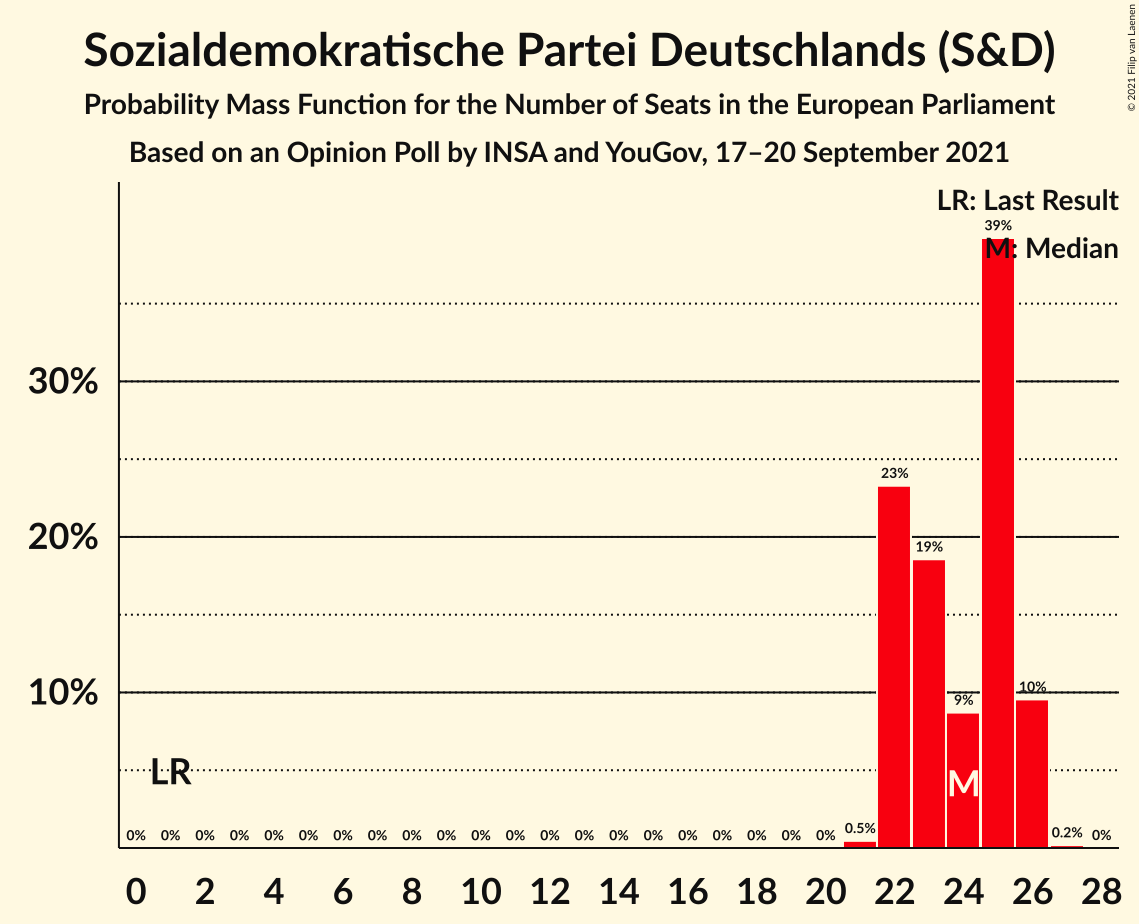 Sozialdemokratische Partei Deutschlands (S&D)
Probability Mass Function for the Number of Seats in the European Parliament
Based on an Opinion Poll by INSA and YouGov, 17–20 September 2021
© 2021 Filip van Laenen
LR: Last Result
39%
M: Median
30%
23%
20%
19%
10%
10%
9%
LR
M
0% 0% 0% 0% 0% 0% 0% 0% 0% 0% 0% 0% 0% 0% 0% 0% 0% 0% 0% 0% 0% 0.5% 0.2% 0%
0 2 4 6 8 10 12 14 16 18 20 22 24 26 28